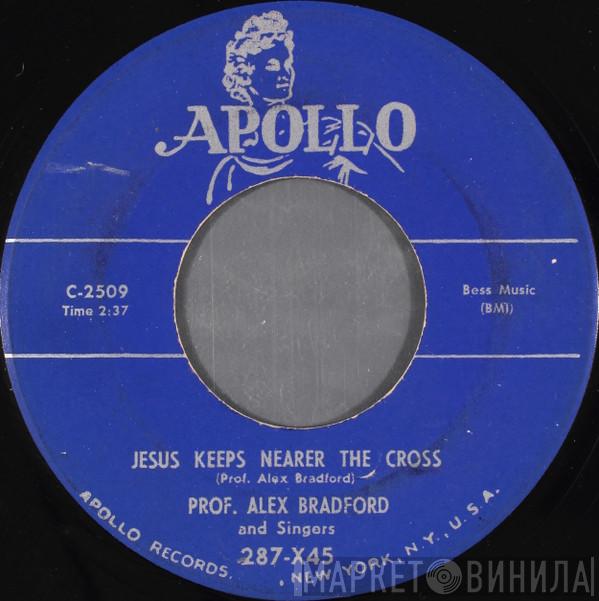 APOLLO
C-2509
Time 2:37
Bess Music
(BMI)
JESUS KEEPS NEARER THE CROSS
(Prof. Alex Bradford)
PROF. ALEX BRADFORD
and Singers
287-X45
APOLLO RECORDS. NEW YORK, N.Y., U.S.A.
МАРКЕТ ВИНИЛА